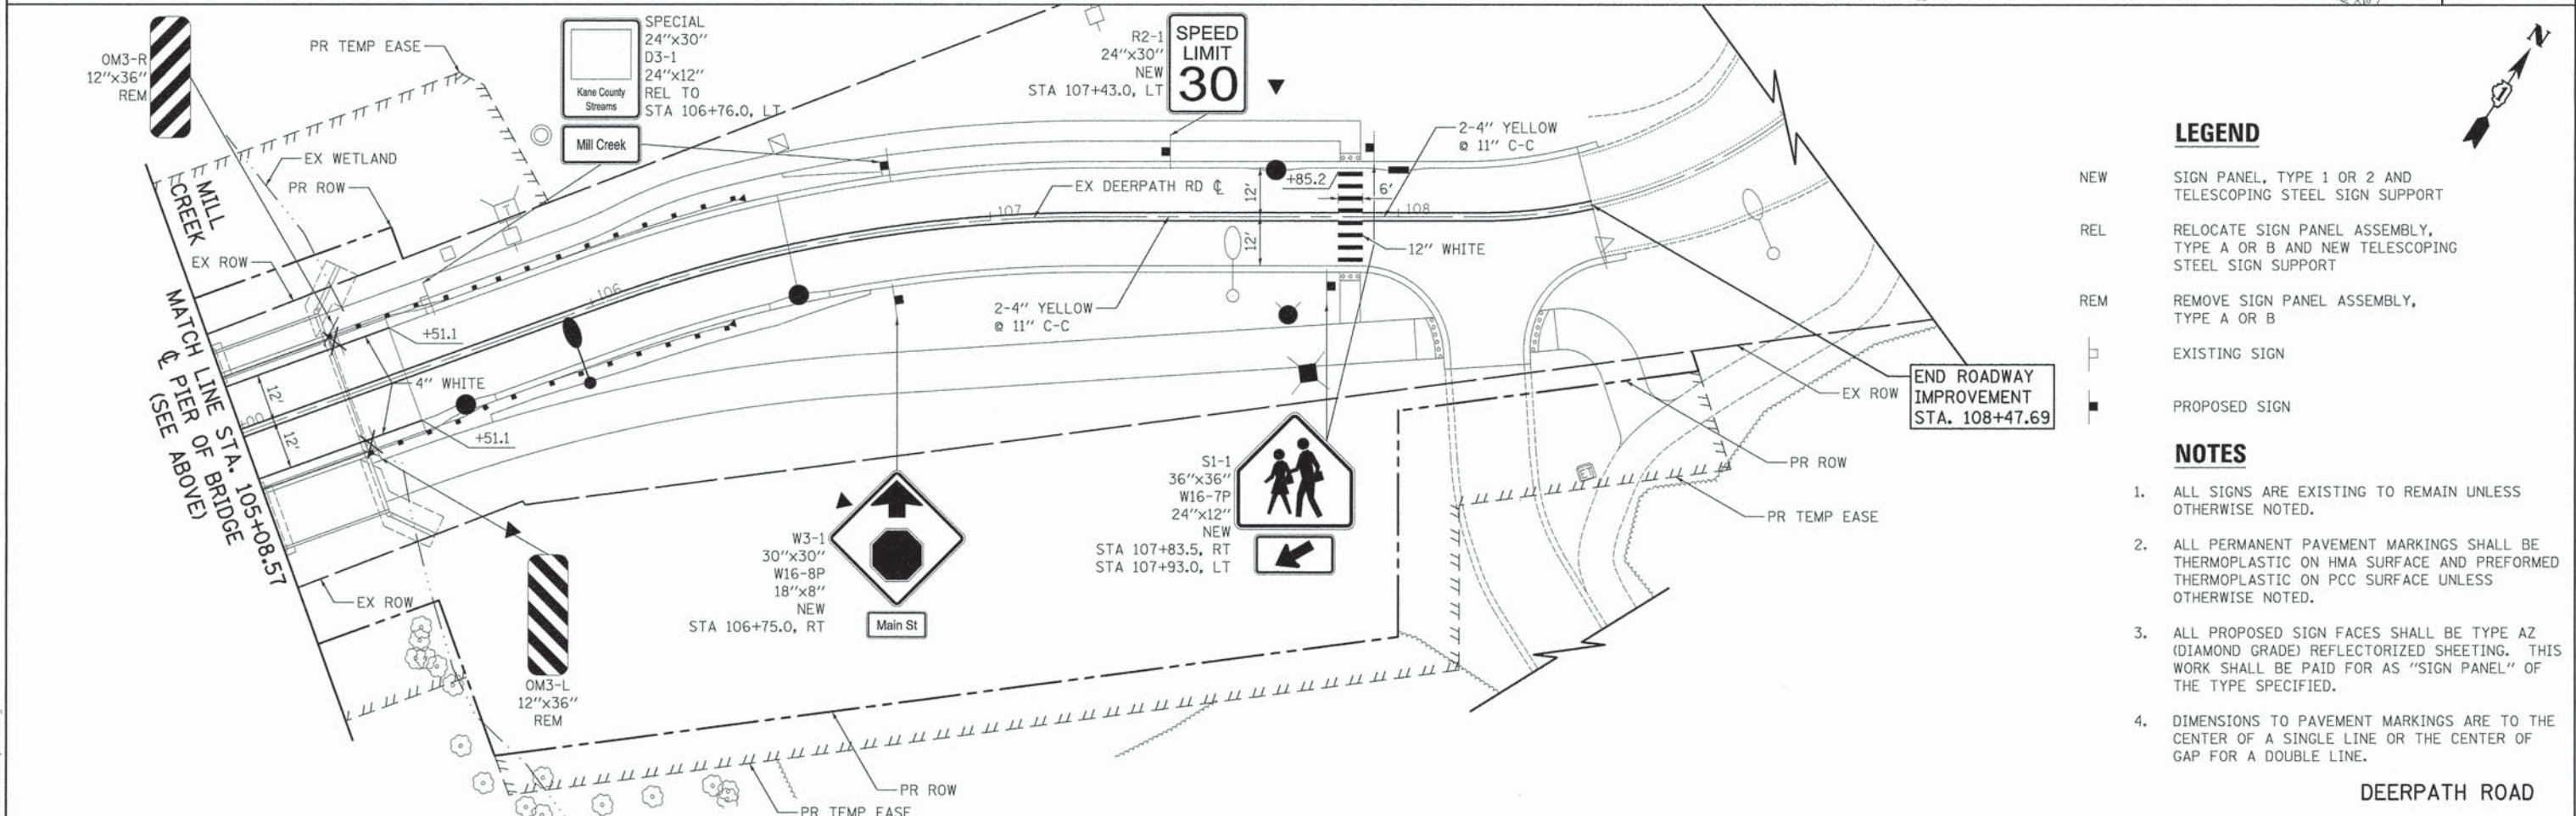 OM3-R
12"x36"
REM
PR TEMP EASE
SPECIAL
24"x30"
D3-1
24"x12"
REL TO
STA 106+76.0, LT
Kane County
Streams
Mill Creek
R2-1
24"x30"
NEW
STA 107+43.0, LT
SPEED
LIMIT
30
2-4" YELLOW
@ 11" C-C
EX WETLAND
PR ROW
MILL
CREEK
EX ROW
EX DEERPATH RD ℄
107
12'
12'
+85.2
6'
108
12" WHITE
106
2-4" YELLOW
@ 11" C-C
+51.1
4" WHITE
12'
12'
+51.1
MATCH LINE STA. 105+08.57
℄ PIER OF BRIDGE
(SEE ABOVE)
EX ROW
OM3-L
12"x36"
REM
W3-1
30"x30"
W16-8P
18"x8"
NEW
STA 106+75.0, RT
Main St
S1-1
36"x36"
W16-7P
24"x12"
NEW
STA 107+83.5, RT
STA 107+93.0, LT
END ROADWAY
IMPROVEMENT
STA. 108+47.69
EX ROW
PR ROW
PR TEMP EASE
PR ROW
PR TEMP EASE
N
LEGEND
NEW SIGN PANEL, TYPE 1 OR 2 AND
TELESCOPING STEEL SIGN SUPPORT
REL RELOCATE SIGN PANEL ASSEMBLY,
TYPE A OR B AND NEW TELESCOPING
STEEL SIGN SUPPORT
REM REMOVE SIGN PANEL ASSEMBLY,
TYPE A OR B
EXISTING SIGN
PROPOSED SIGN
NOTES
1. ALL SIGNS ARE EXISTING TO REMAIN UNLESS
OTHERWISE NOTED.
2. ALL PERMANENT PAVEMENT MARKINGS SHALL BE
THERMOPLASTIC ON HMA SURFACE AND PREFORMED
THERMOPLASTIC ON PCC SURFACE UNLESS
OTHERWISE NOTED.
3. ALL PROPOSED SIGN FACES SHALL BE TYPE AZ
(DIAMOND GRADE) REFLECTORIZED SHEETING. THIS
WORK SHALL BE PAID FOR AS "SIGN PANEL" OF
THE TYPE SPECIFIED.
4. DIMENSIONS TO PAVEMENT MARKINGS ARE TO THE
CENTER OF A SINGLE LINE OR THE CENTER OF
GAP FOR A DOUBLE LINE.
DEERPATH ROAD